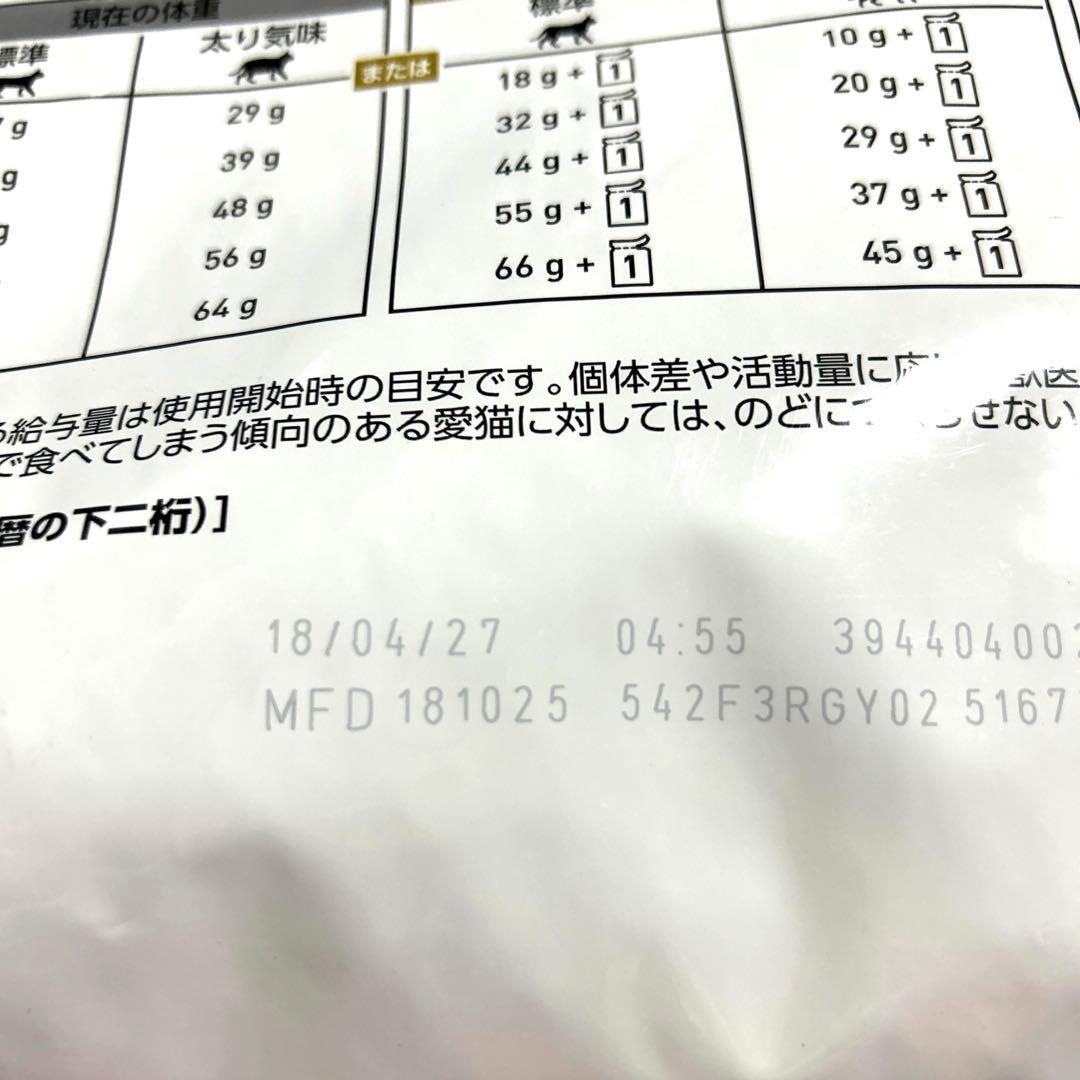 現在の体重
標準 太り気味 または 標準
g 29 g 18 g + 1 10 g + 1
g 39 g 32 g + 1 20 g + 1
g 48 g 44 g + 1 29 g + 1
56 g 55 g + 1 37 g + 1
64 g 66 g + 1 45 g + 1
給与量は使用開始時の目安です。個体差や活動量に
で食べてしまう傾向のある愛猫に対しては、のどに
暦の下二桁)]
18/04/27 04:55 39440400
MFD 181025 542F3RGY02 5167